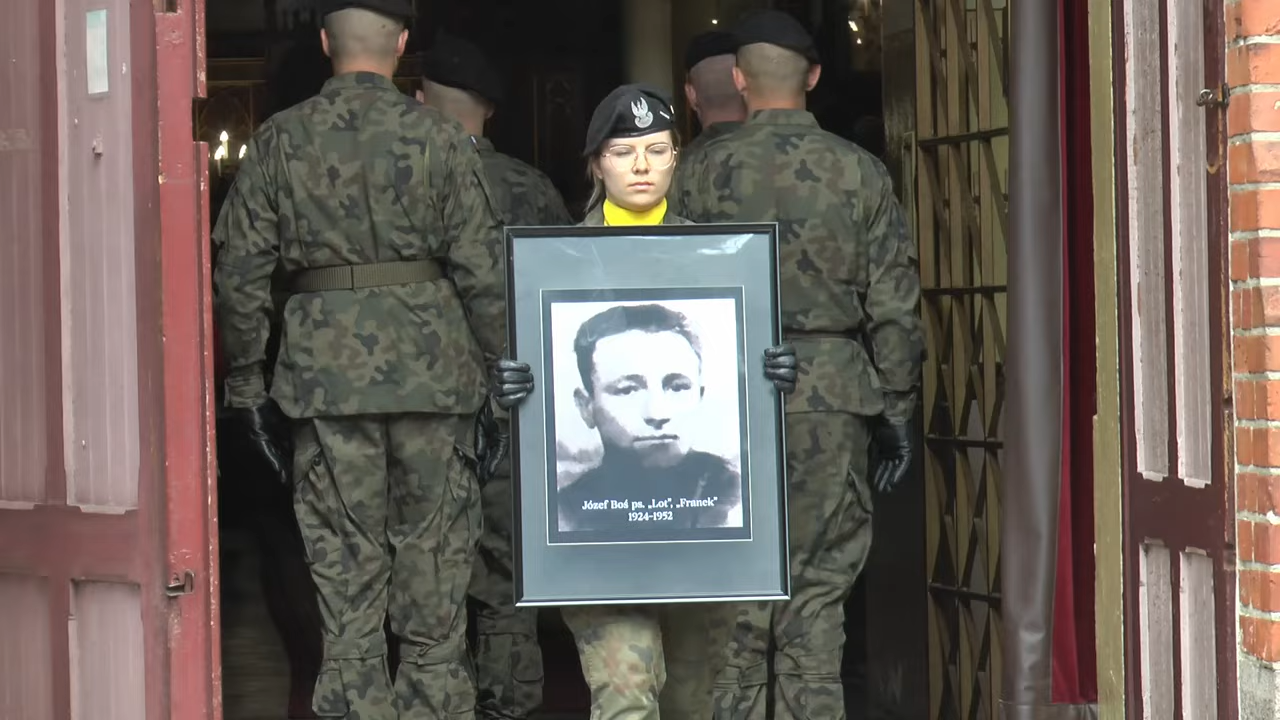 Józef Boś ps. „Lot”, „Franek”
1924-1952